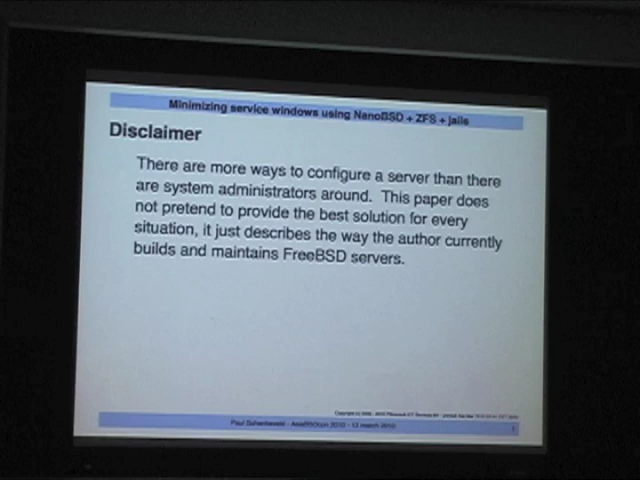 Minimizing service windows using NanoBSD + ZFS + jails
Disclaimer
There are more ways to configure a server than there
are system administrators around. This paper does
not pretend to provide the best solution for every
situation, it just describes the way the author currently
builds and maintains FreeBSD servers.
Paul Schenkeveld - AsiaBSDCon 2010 - 13 march 2010